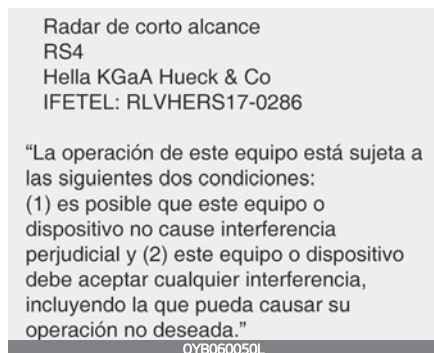 Radar de corto alcance
RS4
Hella KGaA Hueck & Co
IFETEL: RLVHERS17-0286
“La operación de este equipo está sujeta a
las siguientes dos condiciones:
(1) es posible que este equipo o
dispositivo no cause interferencia
perjudicial y (2) este equipo o dispositivo
debe aceptar cualquier interferencia,
incluyendo la que pueda causar su
operación no deseada.”
OYB060050L